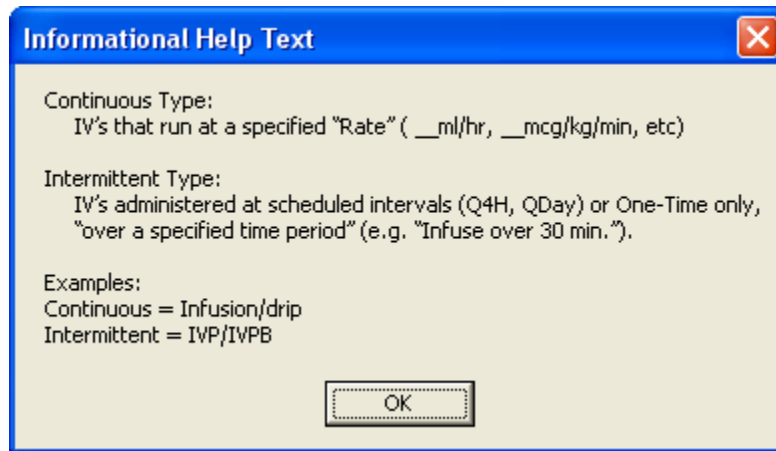 Informational Help Text
Continuous Type:
IV's that run at a specified "Rate" ( __ml/hr, __mcg/kg/min, etc)
Intermittent Type:
IV's administered at scheduled intervals (Q4H, QDay) or One-Time only,
"over a specified time period" (e.g. "Infuse over 30 min.").
Examples:
Continuous = Infusion/drip
Intermittent = IVP/IVPB
OK